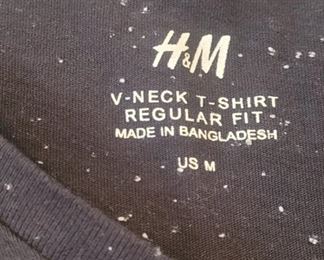 H&M
V-NECK T-SHIRT
REGULAR FIT
MADE IN BANGLADESH
US M